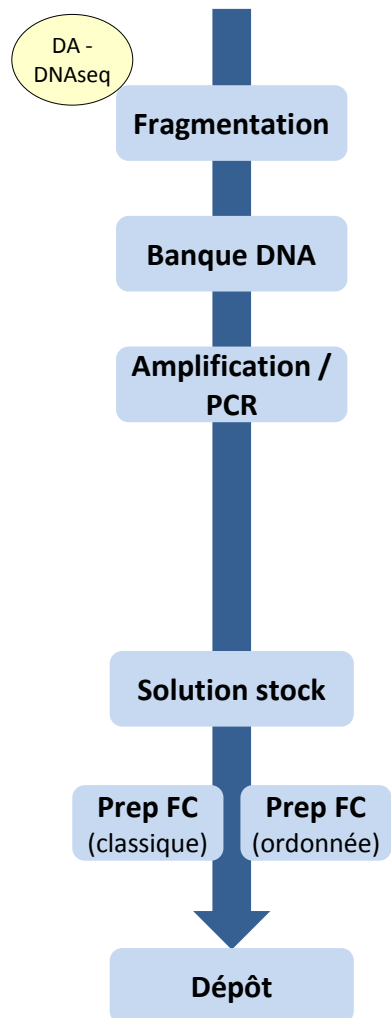 DA -
DNAseq
Fragmentation
Banque DNA
Amplification /
PCR
Solution stock
Prep FC
(classique)
Prep FC
(ordonnée)
Dépôt